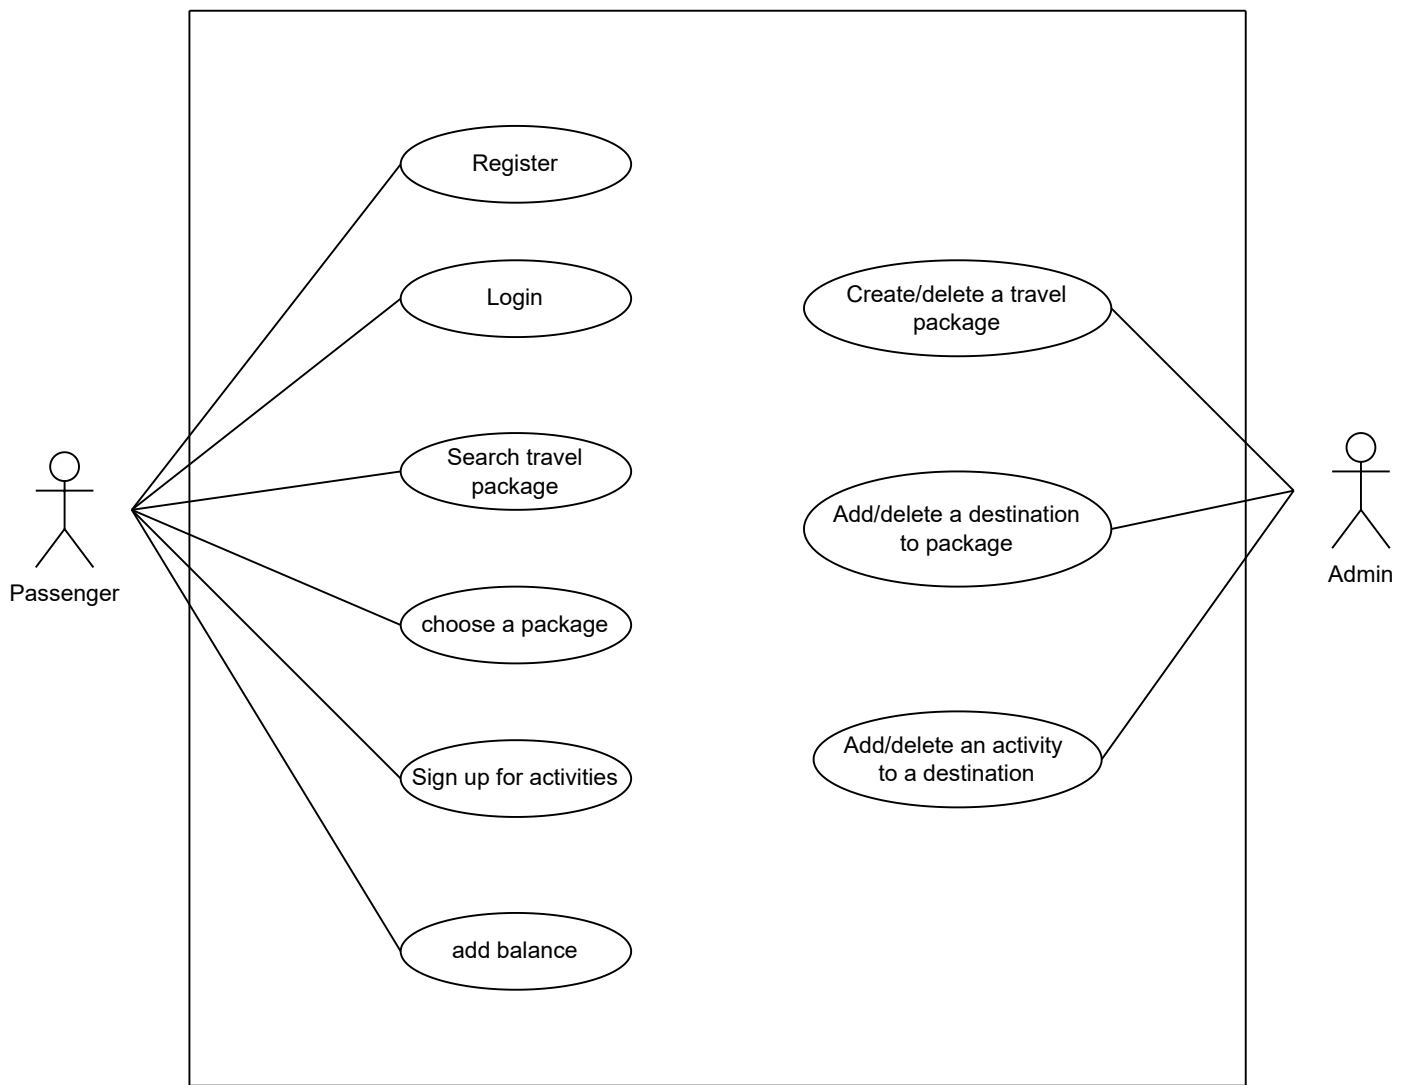 Register
Login
Search travel
package
choose a package
Sign up for activities
add balance
Passenger
Create/delete a travel
package
Add/delete a destination
to package
Add/delete an activity
to a destination
Admin